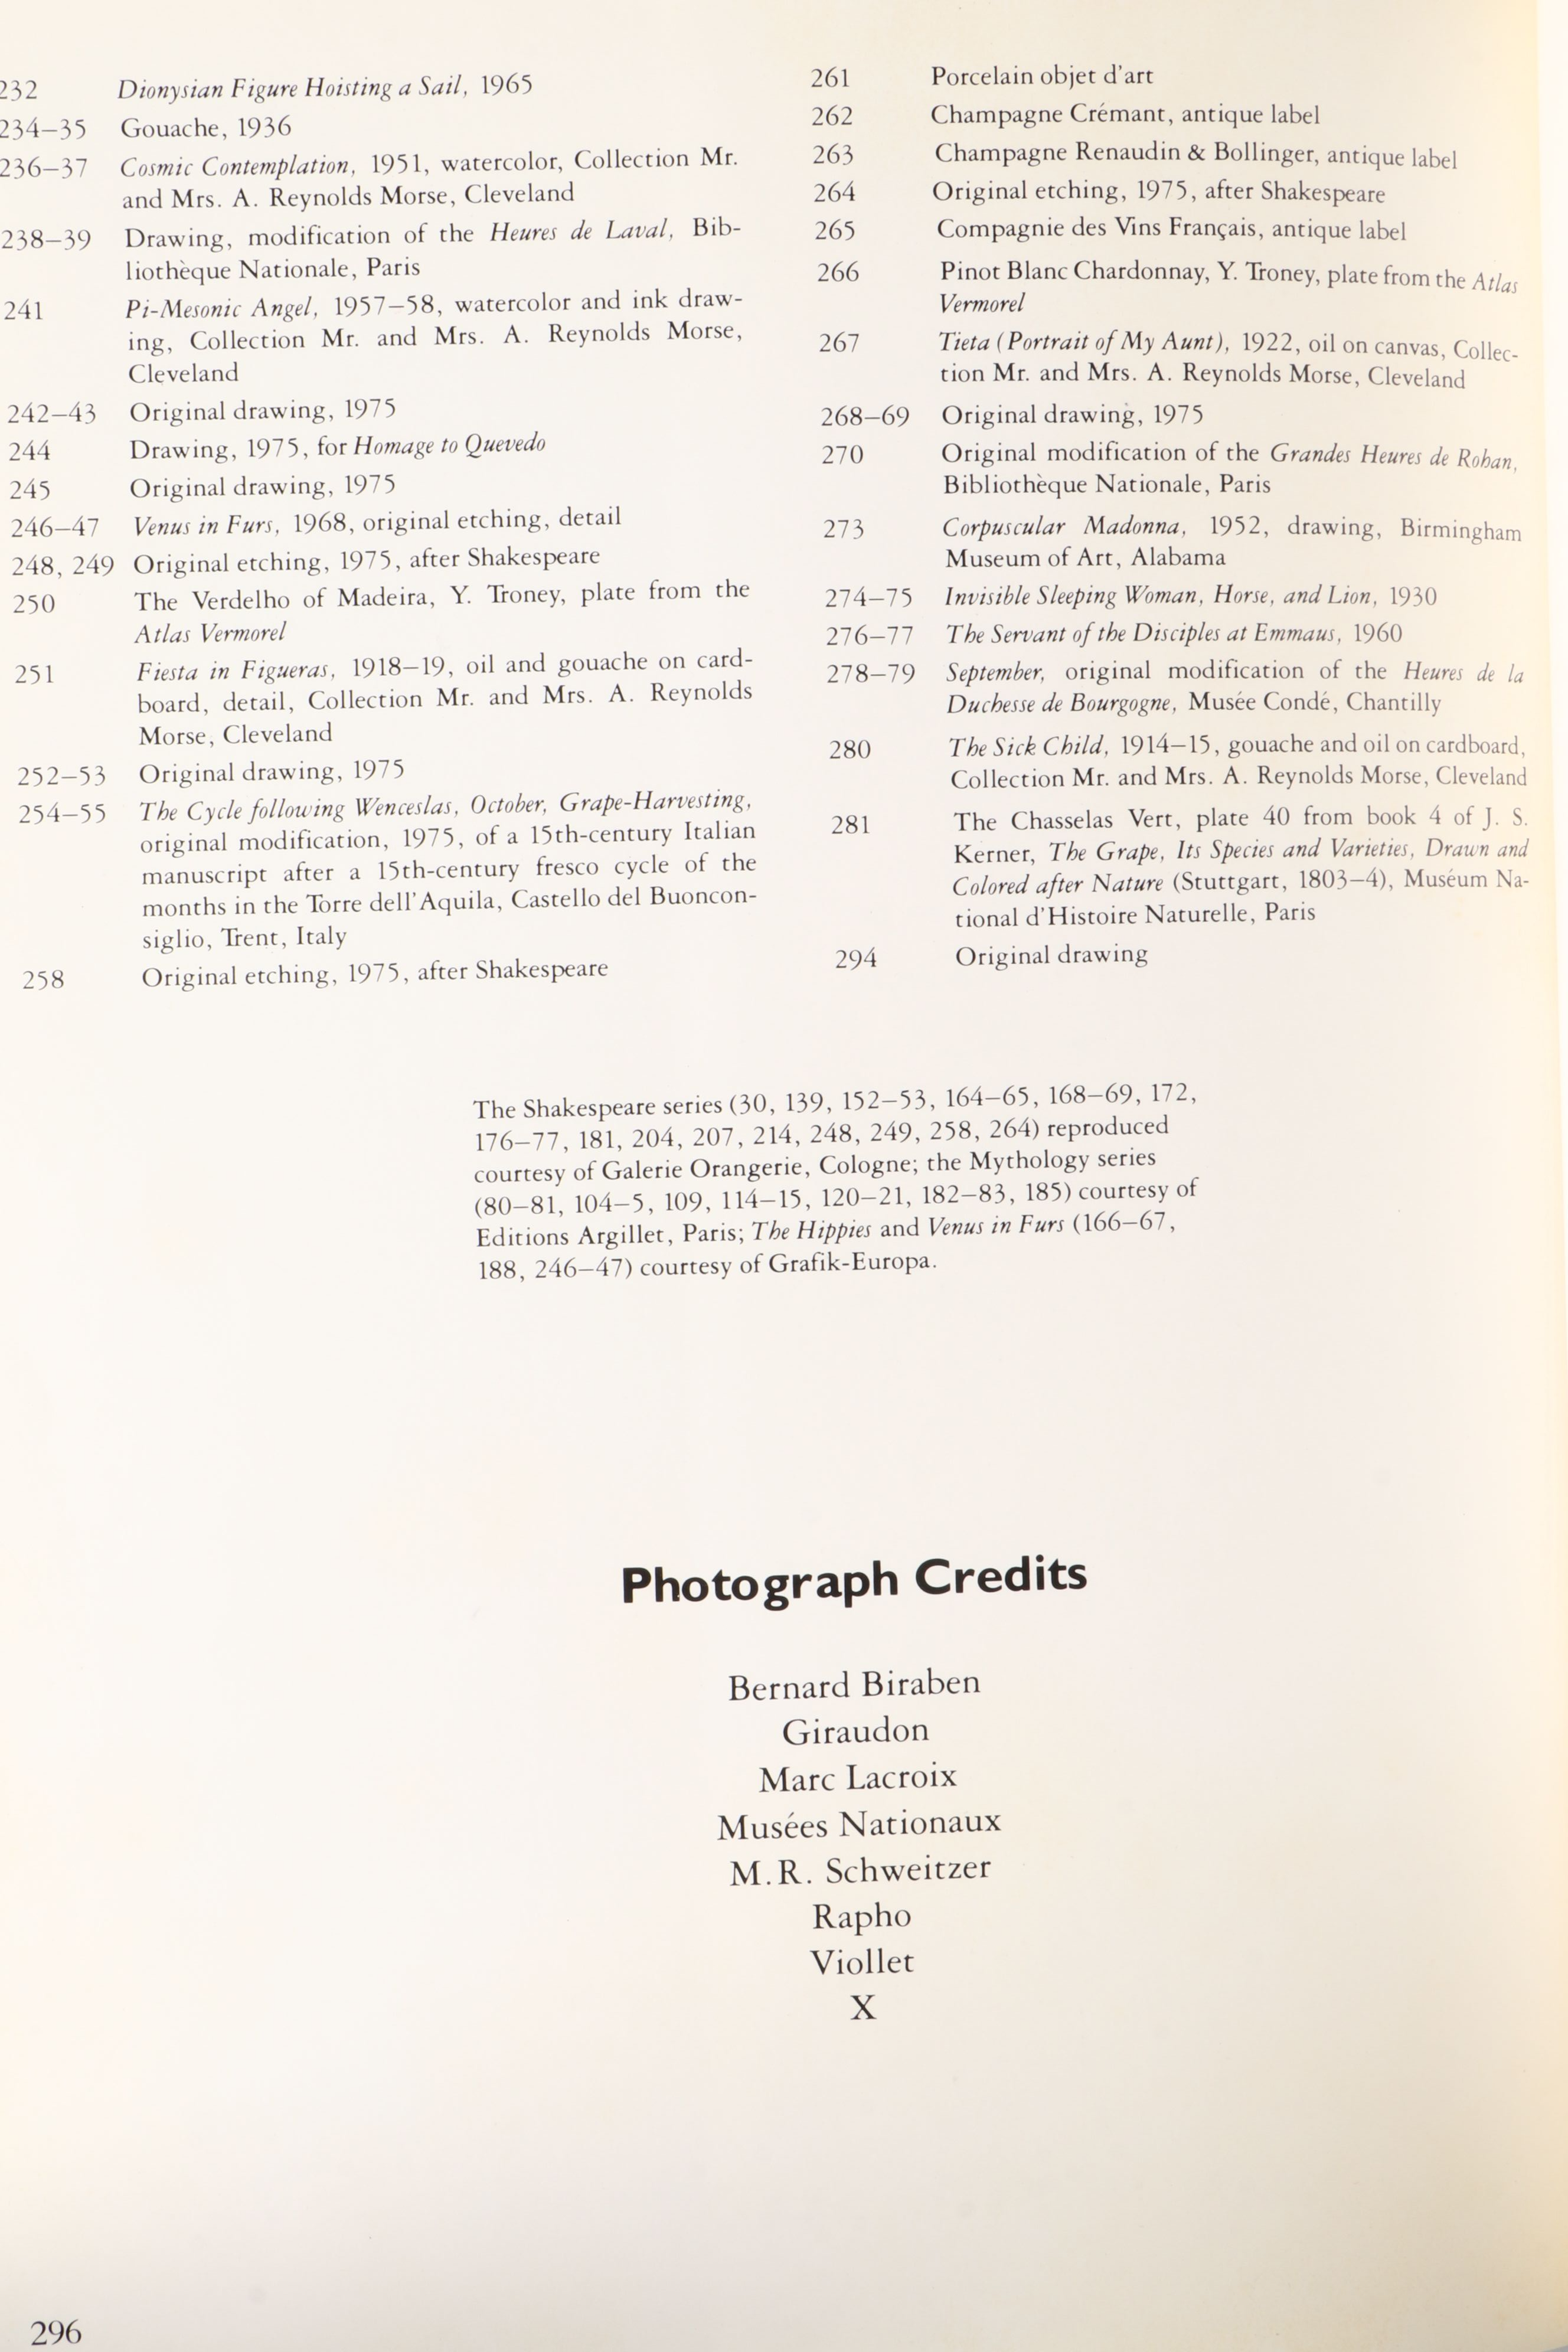 232 Dionysian Figure Hoisting a Sail, 1965
234–35 Gouache, 1936
236–37 Cosmic Contemplation, 1951, watercolor, Collection Mr.
and Mrs. A. Reynolds Morse, Cleveland
238–39 Drawing, modification of the Heures de Laval, Bib-
liothèque Nationale, Paris
241 Pi-Mesonic Angel, 1957–58, watercolor and ink draw-
ing, Collection Mr. and Mrs. A. Reynolds Morse,
Cleveland
242–43 Original drawing, 1975
244 Drawing, 1975, for Homage to Quevedo
245 Original drawing, 1975
246–47 Venus in Furs, 1968, original etching, detail
248, 249 Original etching, 1975, after Shakespeare
250 The Verdelho of Madeira, Y. Troney, plate from the
Atlas Vermorel
251 Fiesta in Figueras, 1918–19, oil and gouache on card-
board, detail, Collection Mr. and Mrs. A. Reynolds
Morse, Cleveland
252–53 Original drawing, 1975
254–55 The Cycle following Wenceslas, October, Grape-Harvesting,
original modification, 1975, of a 15th-century Italian
manuscript after a 15th-century fresco cycle of the
months in the Torre dell'Aquila, Castello del Buoncon-
siglio, Trent, Italy
258 Original etching, 1975, after Shakespeare
261 Porcelain objet d'art
262 Champagne Crémant, antique label
263 Champagne Renaudin & Bollinger, antique label
264 Original etching, 1975, after Shakespeare
265 Compagnie des Vins Français, antique label
266 Pinot Blanc Chardonnay, Y. Troney, plate from the Atlas
Vermorel
267 Tieta (Portrait of My Aunt), 1922, oil on canvas, Collec-
tion Mr. and Mrs. A. Reynolds Morse, Cleveland
268–69 Original drawing, 1975
270 Original modification of the Grandes Heures de Rohan,
Bibliothèque Nationale, Paris
273 Corpuscular Madonna, 1952, drawing, Birmingham
Museum of Art, Alabama
274–75 Invisible Sleeping Woman, Horse, and Lion, 1930
276–77 The Servant of the Disciples at Emmaus, 1960
278–79 September, original modification of the Heures de la
Duchesse de Bourgogne, Musée Condé, Chantilly
280 The Sick Child, 1914–15, gouache and oil on cardboard,
Collection Mr. and Mrs. A. Reynolds Morse, Cleveland
281 The Chasselas Vert, plate 40 from book 4 of J. S.
Kerner, The Grape, Its Species and Varieties, Drawn and
Colored after Nature (Stuttgart, 1803–4), Muséum Na-
tional d'Histoire Naturelle, Paris
294 Original drawing
The Shakespeare series (30, 139, 152–53, 164–65, 168–69, 172,
176–77, 181, 204, 207, 214, 248, 249, 258, 264) reproduced
courtesy of Galerie Orangerie, Cologne; the Mythology series
(80–81, 104–5, 109, 114–15, 120–21, 182–83, 185) courtesy of
Editions Argillet, Paris; The Hippies and Venus in Furs (166–67,
188, 246–47) courtesy of Grafik-Europa.
Photograph Credits
Bernard Biraben
Giraudon
Marc Lacroix
Musées Nationaux
M.R. Schweitzer
Rapho
Viollet
X
296